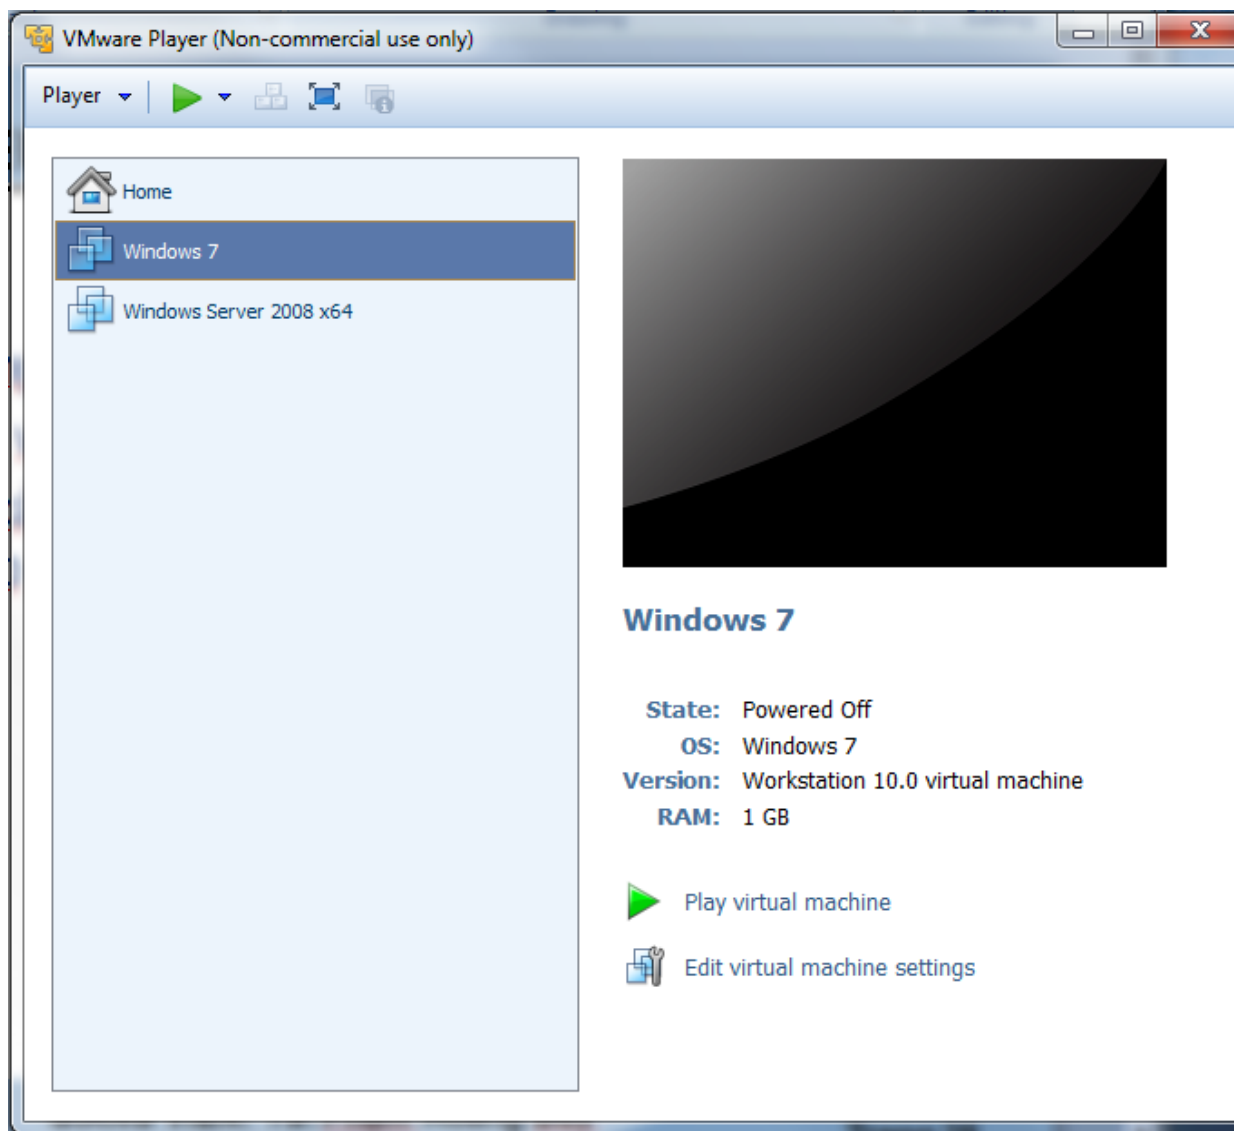 VMware Player (Non-commercial use only)
Player
Home
Windows 7
Windows Server 2008 x64
Windows 7
State: Powered Off
OS: Windows 7
Version: Workstation 10.0 virtual machine
RAM: 1 GB
Play virtual machine
Edit virtual machine settings